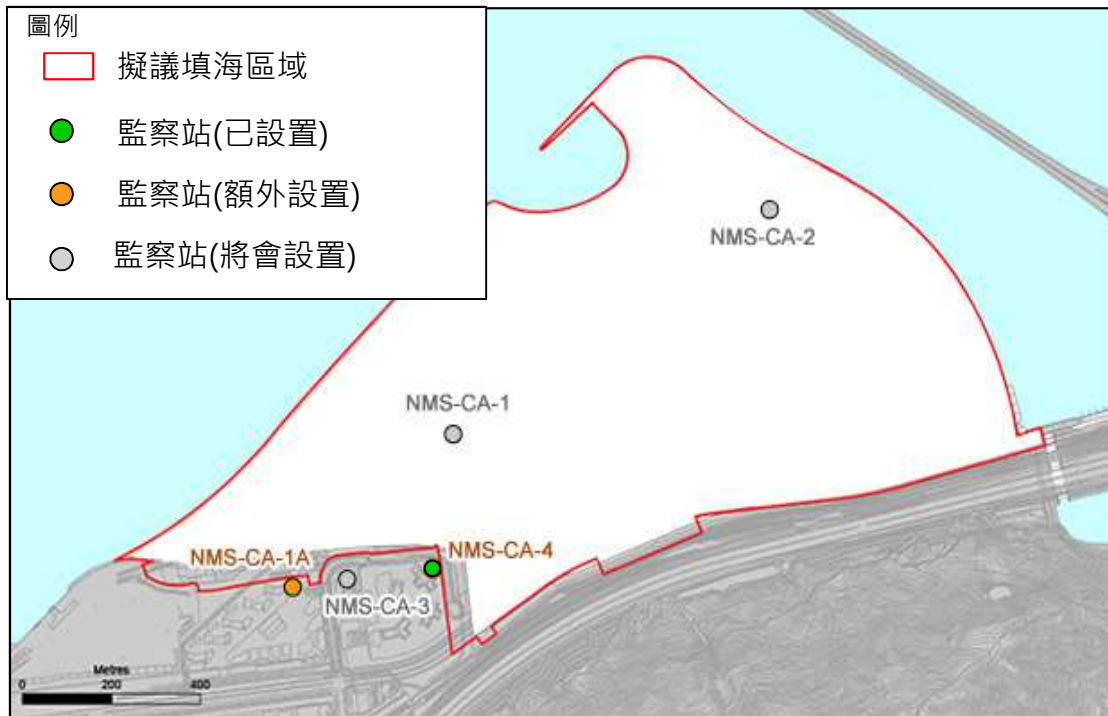 圖例
擬議填海區域
監察站(已設置)
監察站(額外設置)
監察站(將會設置)
NMS-CA-2
NMS-CA-1
NMS-CA-1A
NMS-CA-4
NMS-CA-3
Metres
0 200 400